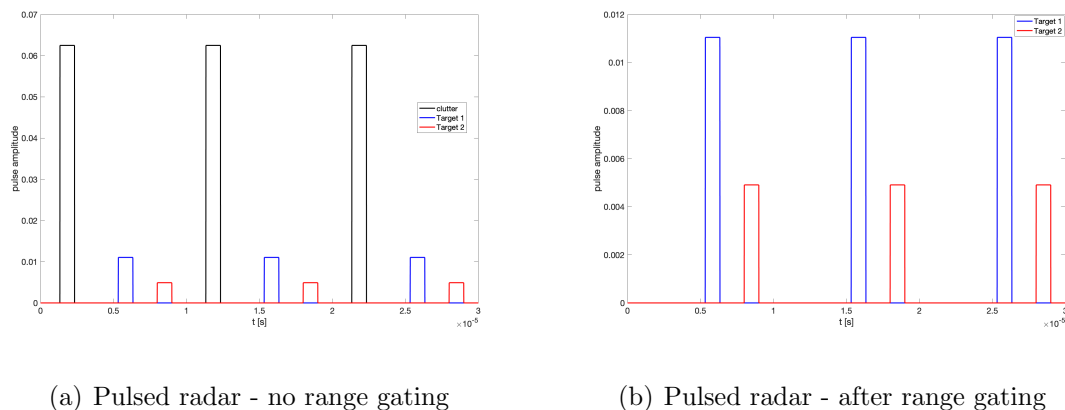 0.07
0.06
0.05
0.04
0.03
0.02
0.01
0
pulse amplitude
clutter
Target 1
Target 2
0 0.5 1 1.5 2 2.5 3
t [s]
×10⁻⁵
0.012
0.01
0.008
0.006
0.004
0.002
0
pulse amplitude
Target 1
Target 2
0 0.5 1 1.5 2 2.5 3
t [s]
×10⁻⁵
(a) Pulsed radar - no range gating
(b) Pulsed radar - after range gating